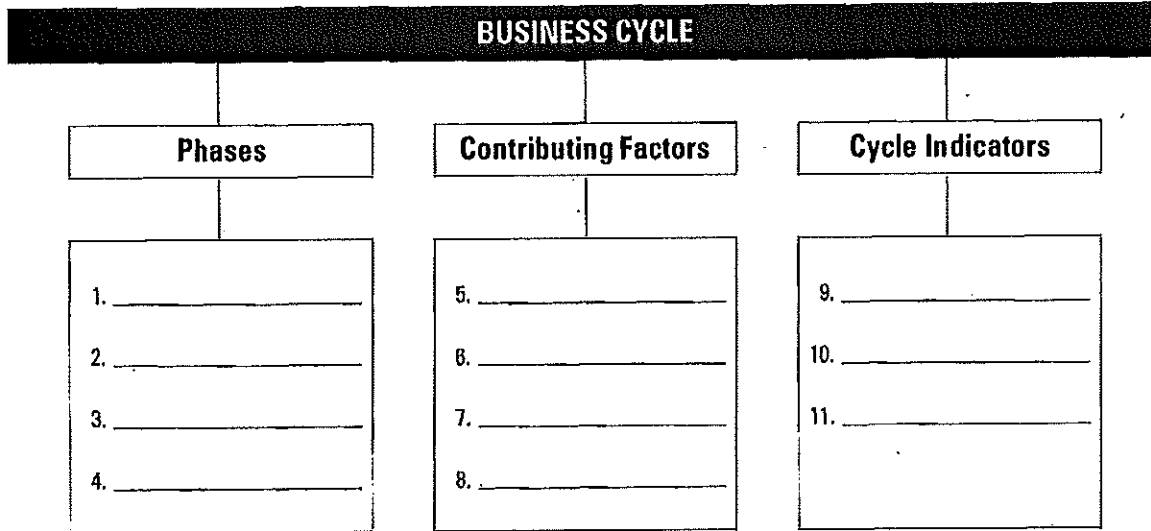 BUSINESS CYCLE
Phases
Contributing Factors
Cycle Indicators
1.
2.
3.
4.
5.
6.
7.
8.
9.
10.
11.